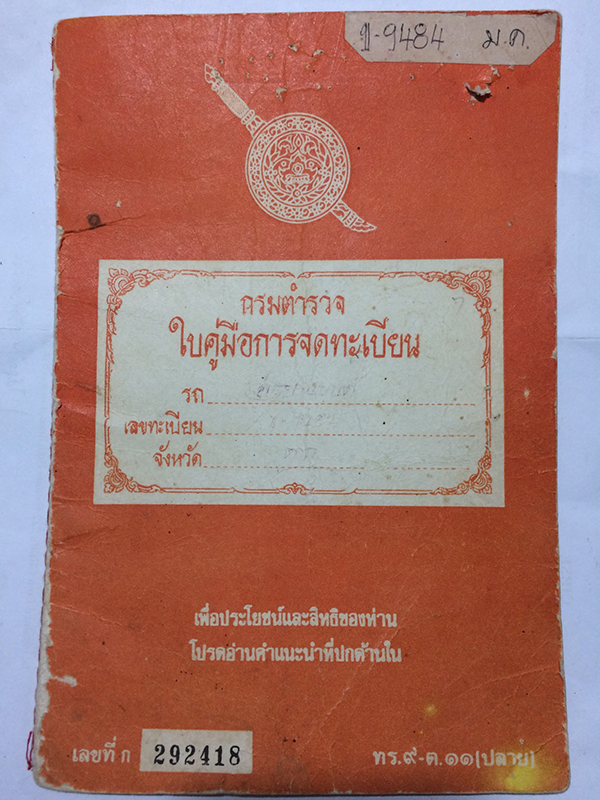 ข-9484 ม.ค.
กรมตำรวจ
ใบคู่มือการจดทะเบียน
รถ
เลขทะเบียน
จังหวัด
เพื่อประโยชน์และสิทธิของท่าน
โปรดอ่านคำแนะนำที่ปกด้านใน
เลขที่ ก 292418
ทร.๙-ต.๑๑(ปลาย)